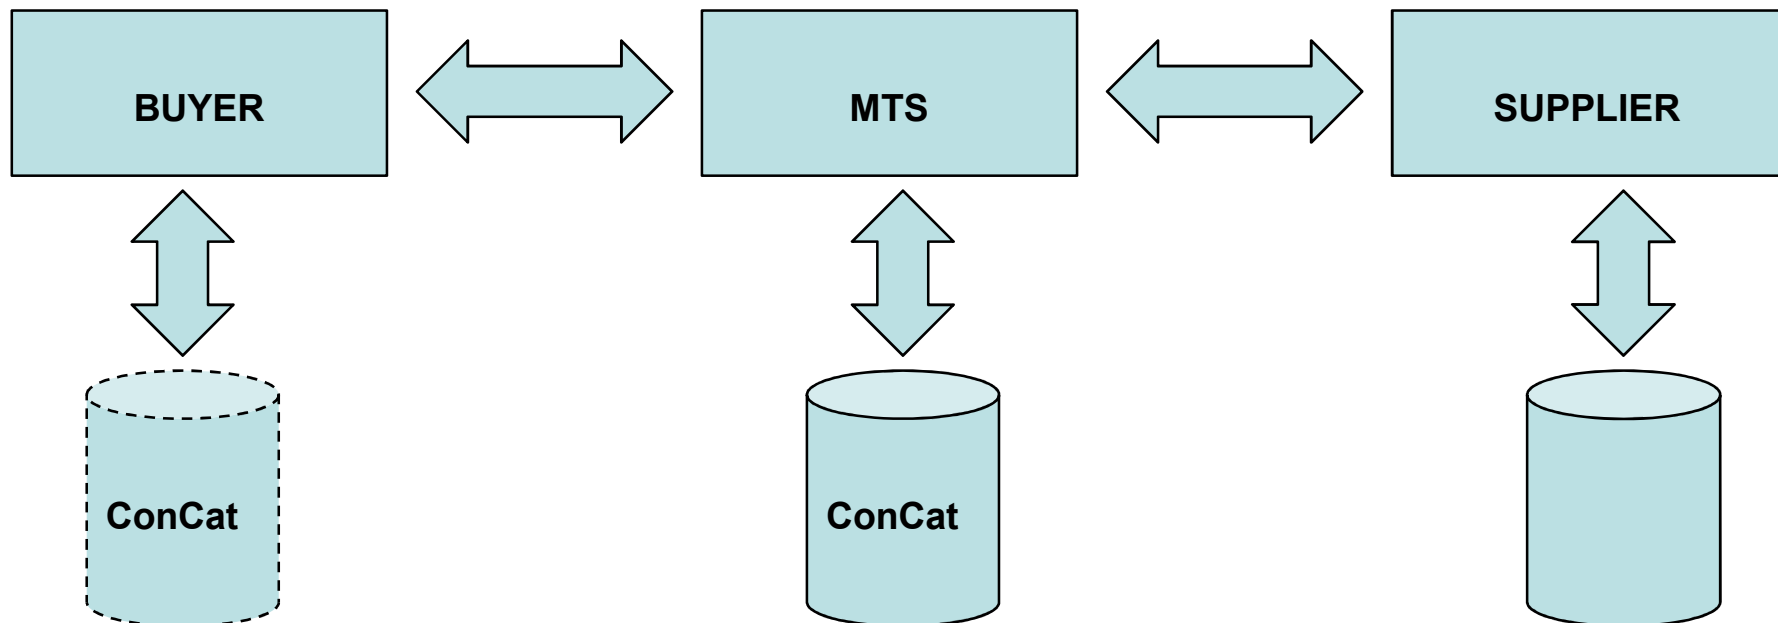 BUYER
MTS
SUPPLIER
ConCat
ConCat